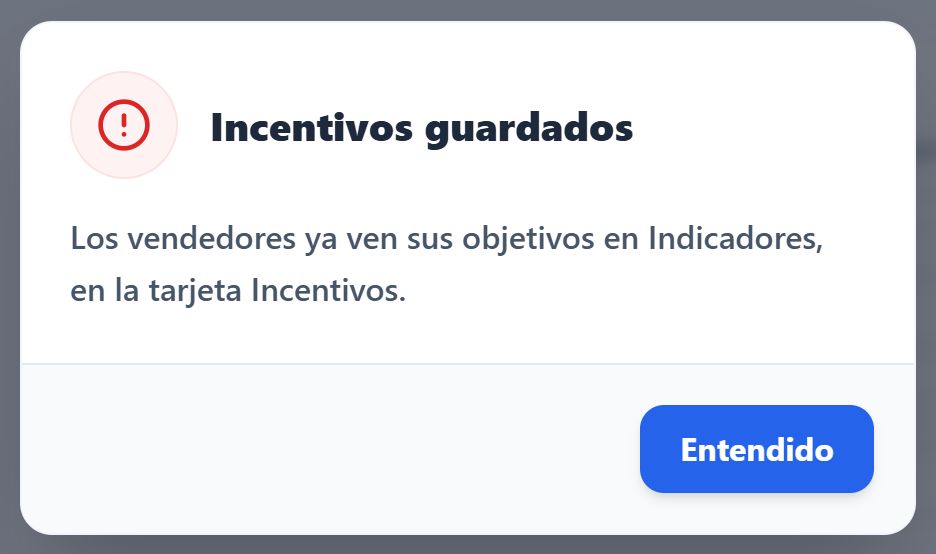 Incentivos guardados
Los vendedores ya ven sus objetivos en Indicadores,
en la tarjeta Incentivos.
Entendido